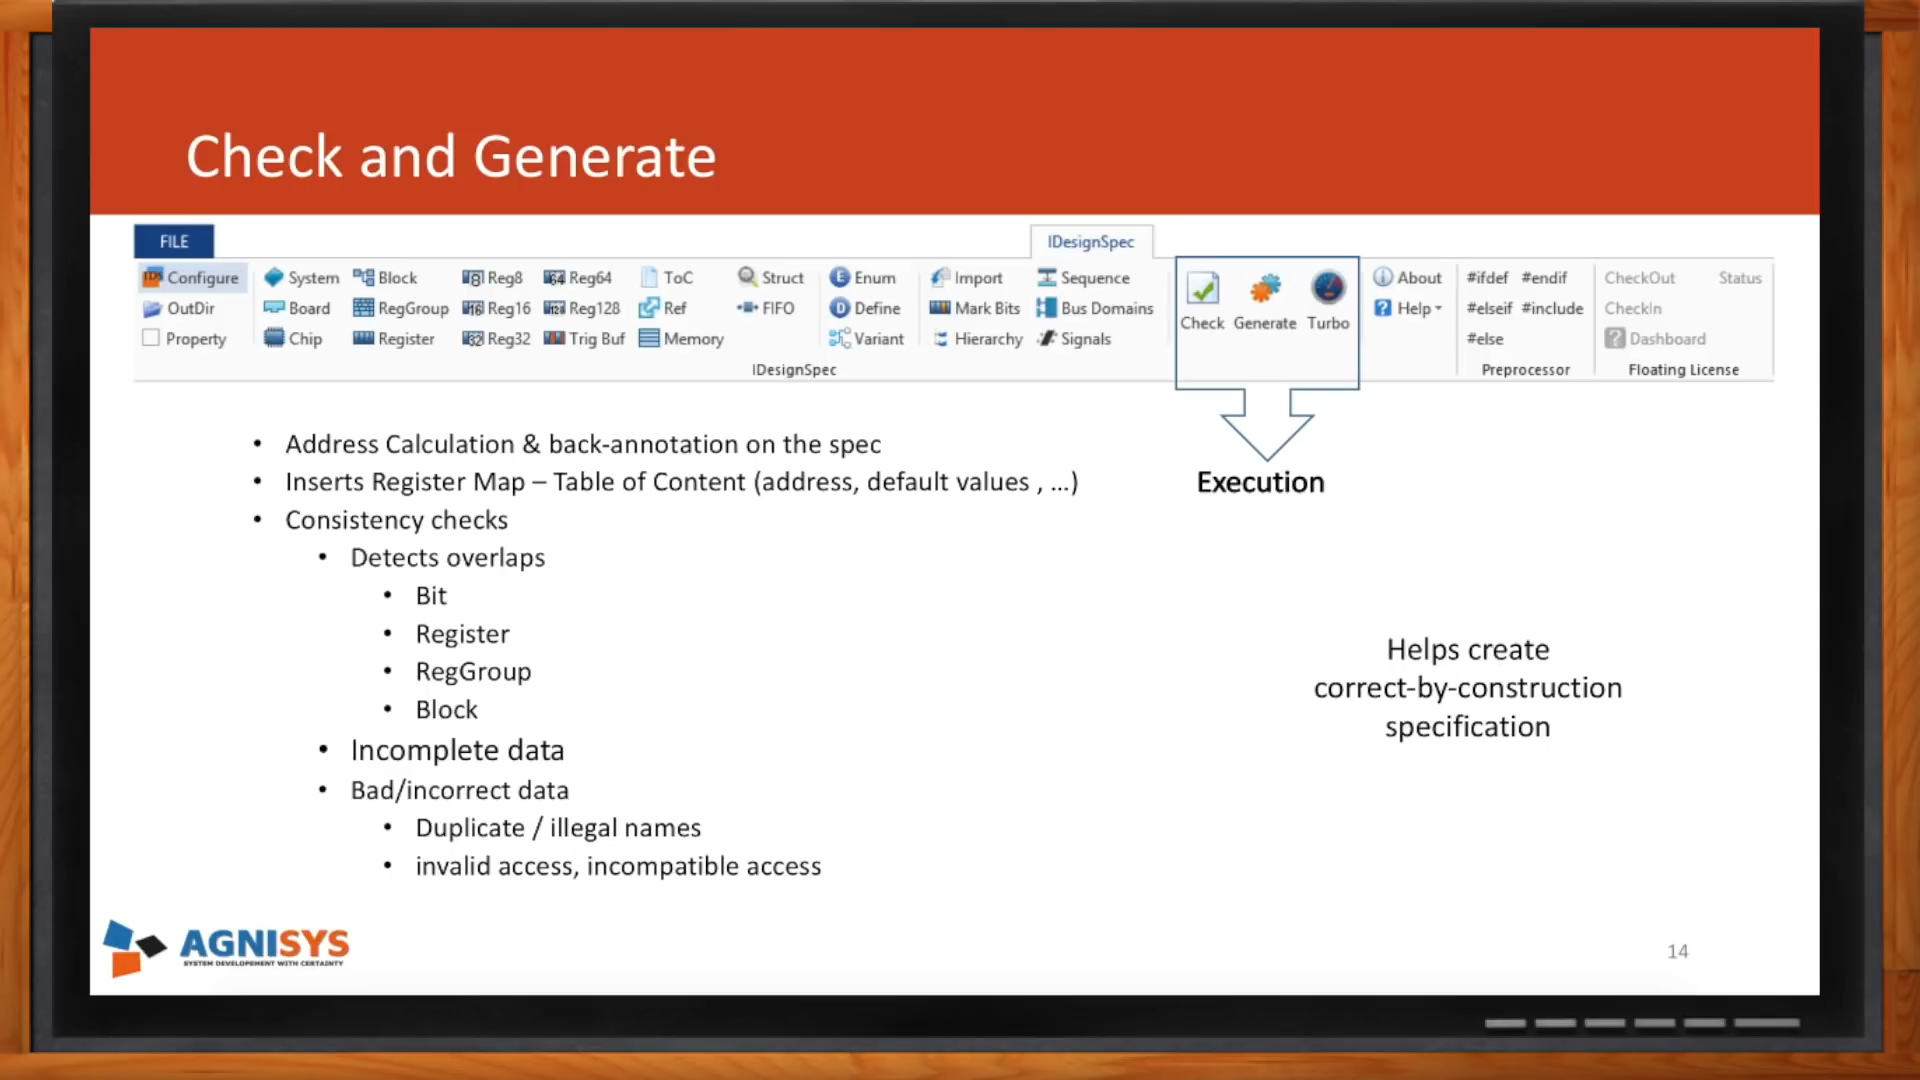 Check and Generate
FILE
IDesignSpec
Configure System Block Reg8 Reg64 ToC Struct Enum Import Sequence About #ifdef #endif CheckOut Status
OutDir Board RegGroup Reg16 Reg128 Ref FIFO Define Mark Bits Bus Domains Help #elseif #include CheckIn
Check Generate Turbo
Property Chip Register Reg32 Trig Buf Memory Variant Hierarchy Signals #else Dashboard
IDesignSpec Preprocessor Floating License
• Address Calculation & back-annotation on the spec
• Inserts Register Map – Table of Content (address, default values , ...)
Execution
• Consistency checks
• Detects overlaps
• Bit
• Register
• RegGroup
• Block
• Incomplete data
• Bad/incorrect data
• Duplicate / illegal names
• invalid access, incompatible access
Helps create
correct-by-construction
specification
AGNISYS
SYSTEM DEVELOPEMENT WITH CERTAINTY
14